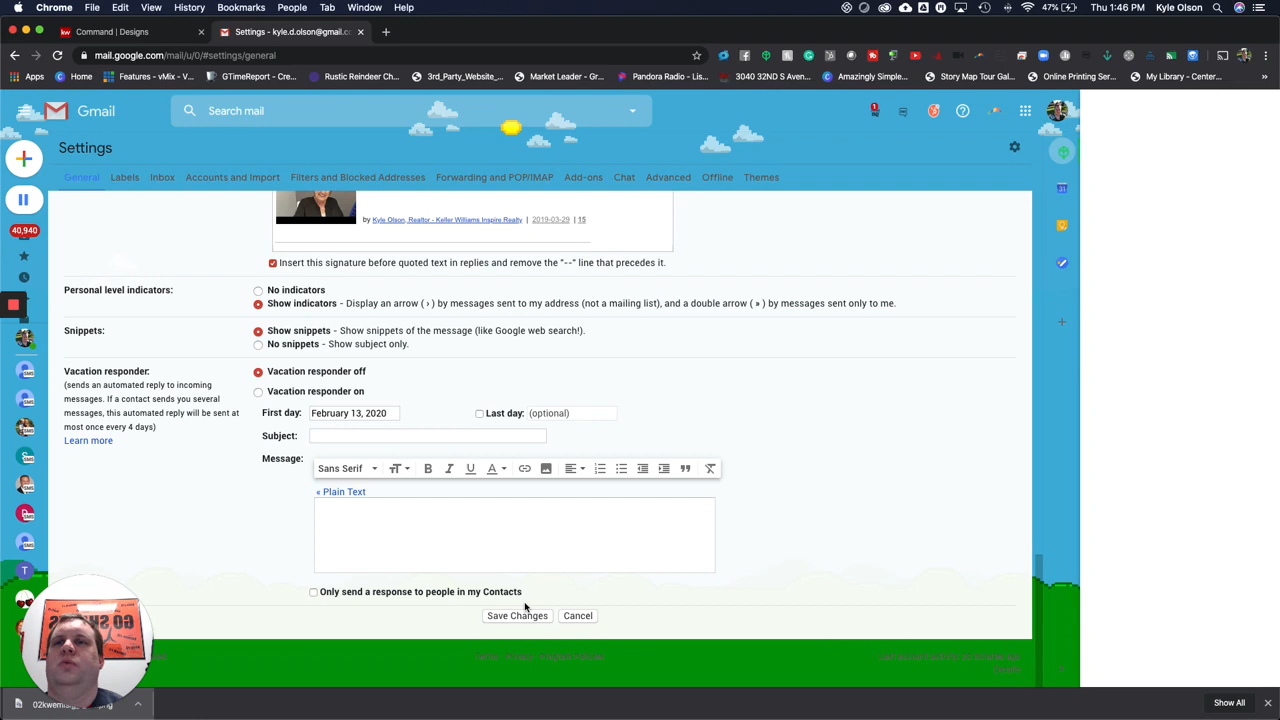 Chrome File Edit View History Bookmarks People Tab Window Help 47% Thu 1:46 PM Kyle Olson
Command | Designs Settings - kyle.d.olson@gmail.c
mail.google.com/mail/u/0/#settings/general
Apps Home Features - vMix - V... GTimeReport - Cr... Rustic Reindeer Ch... 3rd_Party_Website_... Market Leader - Gr... Pandora Radio - Lis... 3040 32ND S Aven... Amazingly Simple... Story Map Tour Gal... Online Printing Ser... My Library - Center...
Gmail Search mail 1
Settings
General Labels Inbox Accounts and Import Filters and Blocked Addresses Forwarding and POP/IMAP Add-ons Chat Advanced Offline Themes
by Kyle Olson, Realtor - Keller Williams Inspire Realty | 2019-03-29 | 15
40,940
Insert this signature before quoted text in replies and remove the "--" line that precedes it.
Personal level indicators: No indicators
Show indicators - Display an arrow ( › ) by messages sent to my address (not a mailing list), and a double arrow ( » ) by messages sent only to me.
Snippets: Show snippets - Show snippets of the message (like Google web search!).
No snippets - Show subject only.
Vacation responder: Vacation responder off
(sends an automated reply to incoming
messages. If a contact sends you several
messages, this automated reply will be sent at
most once every 4 days)
Learn more
Vacation responder on
First day: February 13, 2020 Last day: (optional)
Subject:
Message:
Sans Serif
« Plain Text
Only send a response to people in my Contacts
Save Changes Cancel
Show All